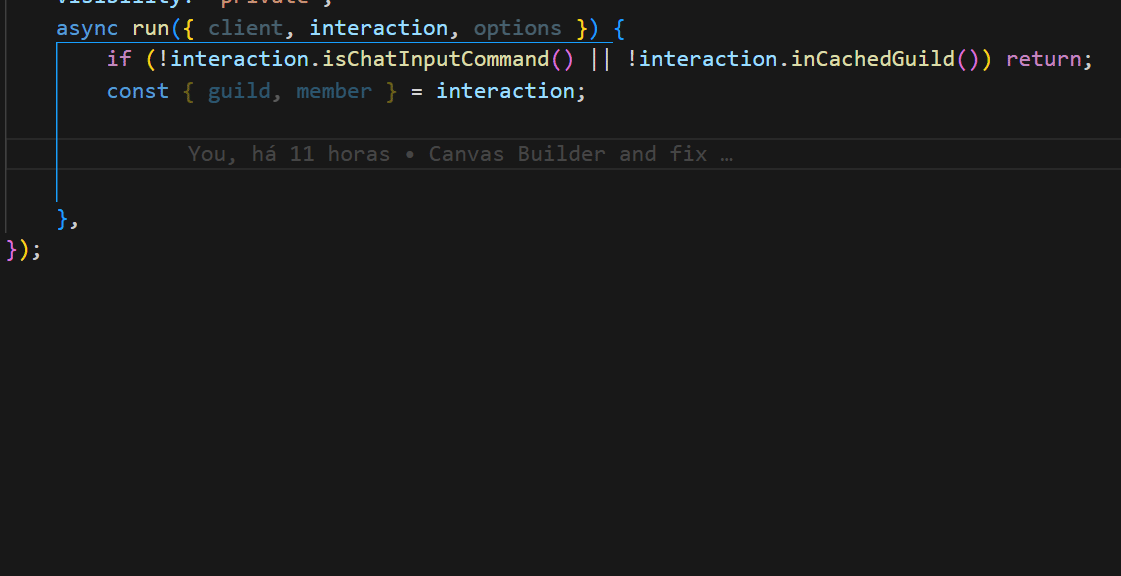 visibility: "private",
async run({ client, interaction, options }) {
if (!interaction.isChatInputCommand() || !interaction.inCachedGuild()) return;
const { guild, member } = interaction;
You, há 11 horas • Canvas Builder and fix …
},
});